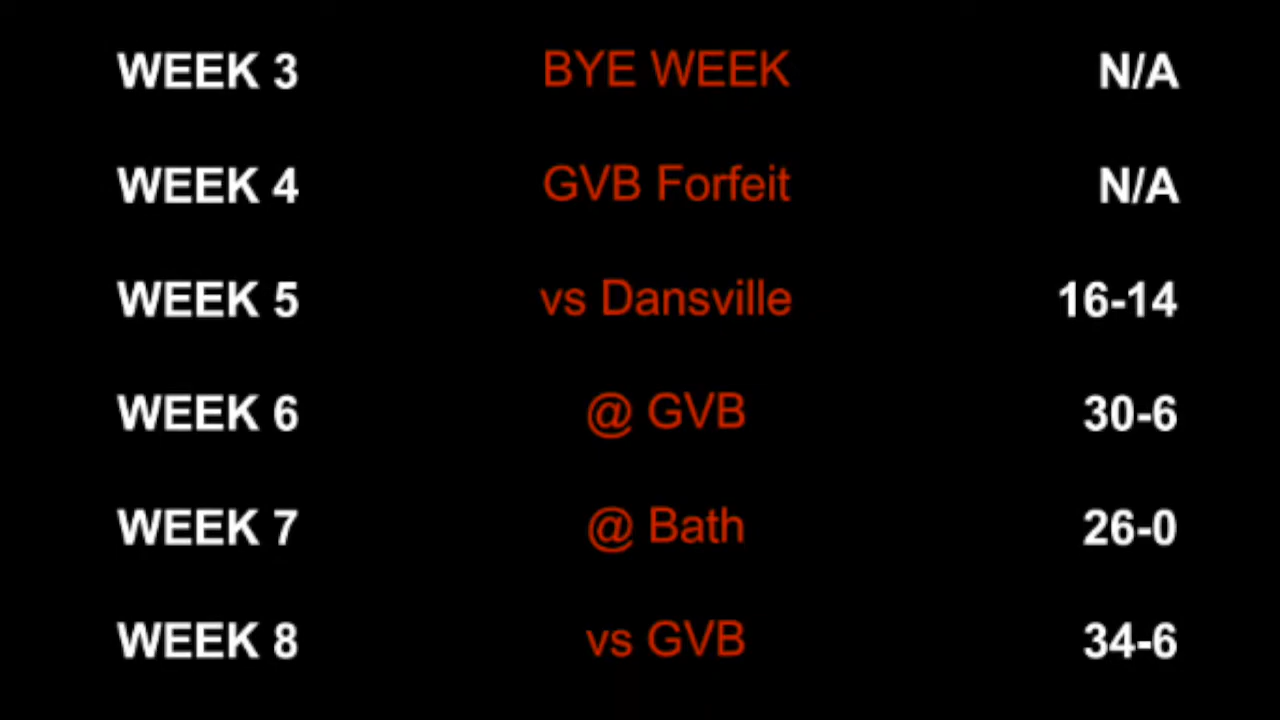 WEEK 3 BYE WEEK N/A
WEEK 4 GVB Forfeit N/A
WEEK 5 vs Dansville 16-14
WEEK 6 @ GVB 30-6
WEEK 7 @ Bath 26-0
WEEK 8 vs GVB 34-6